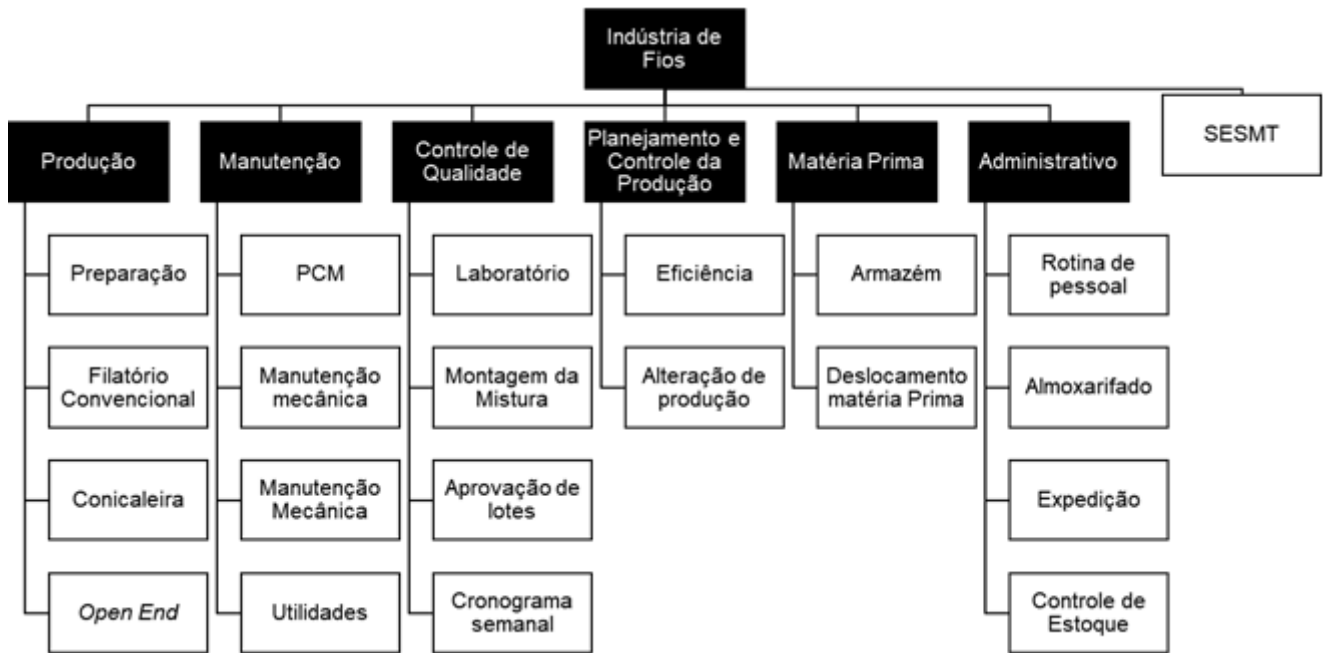 Indústria de
Fios
SESMT
Produção
Manutenção
Controle de
Qualidade
Planejamento e
Controle da
Produção
Matéria Prima
Administrativo
Preparação
PCM
Laboratório
Eficiência
Armazém
Rotina de
pessoal
Filatório
Convencional
Manutenção
mecânica
Montagem da
Mistura
Alteração de
produção
Deslocamento
matéria Prima
Almoxarifado
Conicaleira
Manutenção
Mecânica
Aprovação de
lotes
Expedição
Open End
Utilidades
Cronograma
semanal
Controle de
Estoque